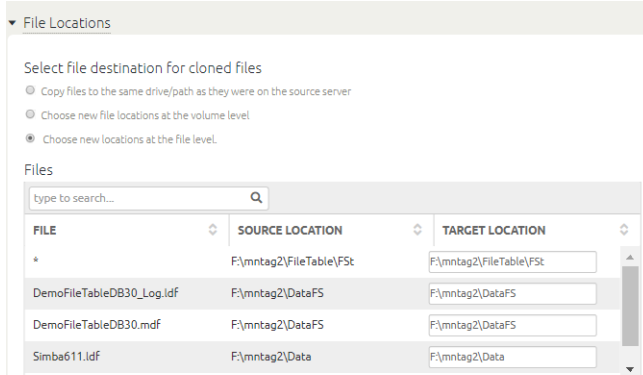 File Locations
Select file destination for cloned files
Copy files to the same drive/path as they were on the source server
Choose new file locations at the volume level
Choose new locations at the file level.
Files
type to search...
FILE SOURCE LOCATION TARGET LOCATION
* F:\mntag2\FileTable\FSt F:\mntag2\FileTable\FSt
DemoFileTableDB30_Log.ldf F:\mntag2\DataFS F:\mntag2\DataFS
DemoFileTableDB30.mdf F:\mntag2\DataFS F:\mntag2\DataFS
Simba611.ldf F:\mntag2\Data F:\mntag2\Data